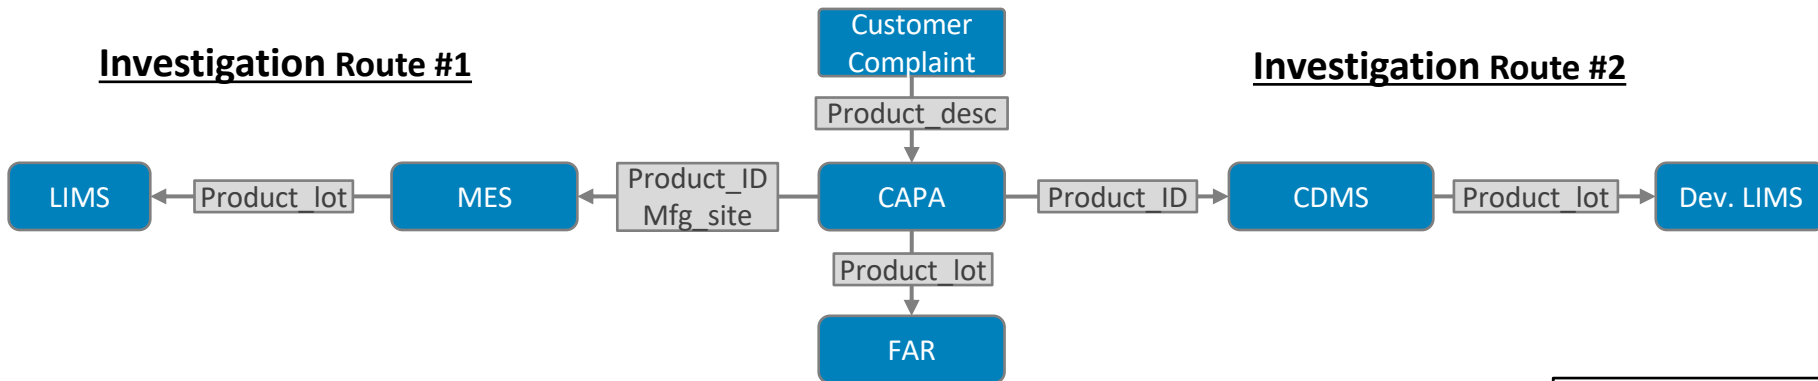 Customer
Complaint
Investigation Route #1
Investigation Route #2
Product_desc
LIMS
Product_lot
MES
Product_ID
Mfg_site
CAPA
Product_ID
CDMS
Product_lot
Dev. LIMS
Product_lot
FAR